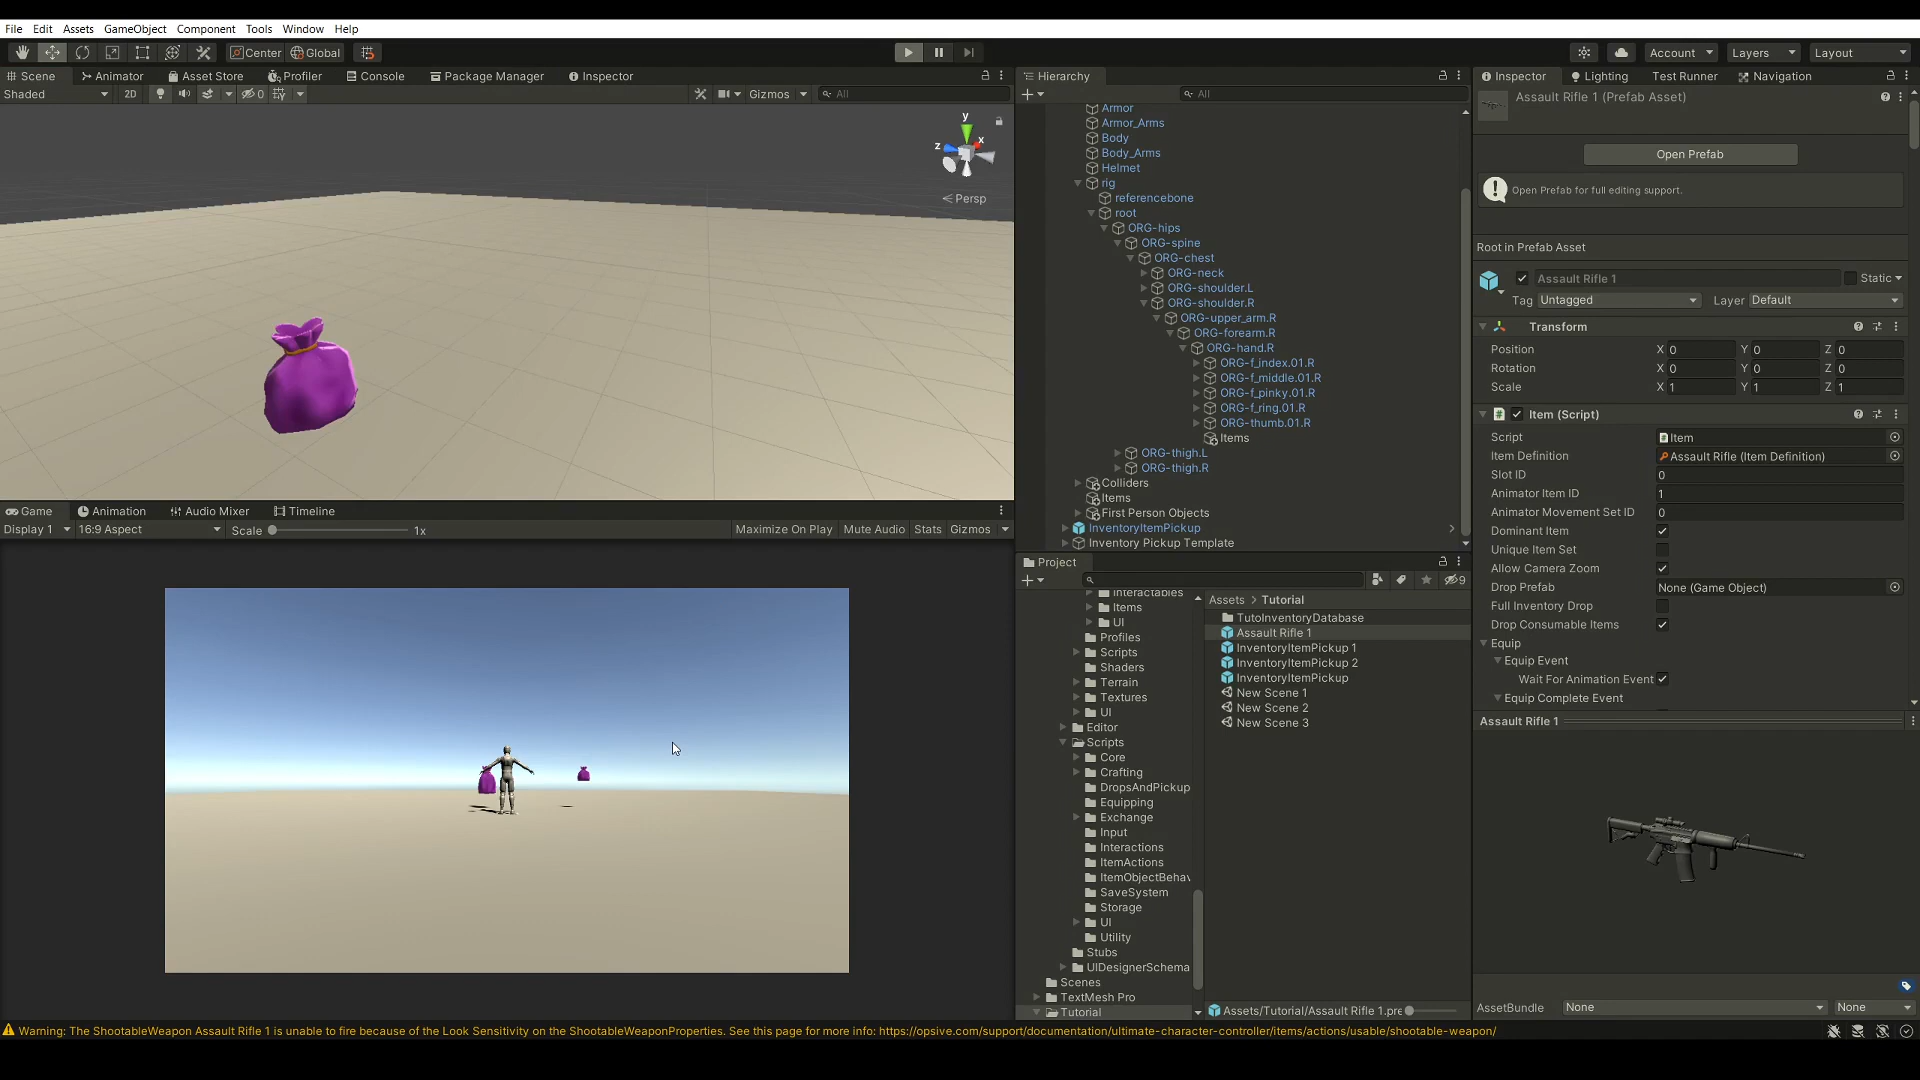 File Edit Assets GameObject Component Tools Window Help
Center Global
Account Layers Layout
Scene Animator Asset Store Profiler Console Package Manager Inspector
Shaded 2D 0 Gizmos All
y
x
z
Persp
Game Animation Audio Mixer Timeline
Display 1 16:9 Aspect Scale 1x Maximize On Play Mute Audio Stats Gizmos
Hierarchy
All
Armor
Armor_Arms
Body
Body_Arms
Helmet
rig
referencebone
root
ORG-hips
ORG-spine
ORG-chest
ORG-neck
ORG-shoulder.L
ORG-shoulder.R
ORG-upper_arm.R
ORG-forearm.R
ORG-hand.R
ORG-f_index.01.R
ORG-f_middle.01.R
ORG-f_pinky.01.R
ORG-f_ring.01.R
ORG-thumb.01.R
Items
ORG-thigh.L
ORG-thigh.R
Colliders
Items
First Person Objects
InventoryItemPickup
Inventory Pickup Template
Project
9
Interactables
Items
UI
Profiles
Scripts
Shaders
Terrain
Textures
UI
Editor
Scripts
Core
Crafting
DropsAndPickup
Equipping
Exchange
Input
Interactions
ItemActions
ItemObjectBehav
SaveSystem
Storage
UI
Utility
Stubs
UIDesignerSchema
Scenes
TextMesh Pro
Tutorial
Assets > Tutorial
TutoInventoryDatabase
Assault Rifle 1
InventoryItemPickup 1
InventoryItemPickup 2
InventoryItemPickup
New Scene 1
New Scene 2
New Scene 3
Assets/Tutorial/Assault Rifle 1.pre
Inspector Lighting Test Runner Navigation
Assault Rifle 1 (Prefab Asset)
Open Prefab
Open Prefab for full editing support.
Root in Prefab Asset
Assault Rifle 1 Static
Tag Untagged Layer Default
Transform
Position X 0 Y 0 Z 0
Rotation X 0 Y 0 Z 0
Scale X 1 Y 1 Z 1
Item (Script)
Script Item
Item Definition Assault Rifle (Item Definition)
Slot ID 0
Animator Item ID 1
Animator Movement Set ID 0
Dominant Item
Unique Item Set
Allow Camera Zoom
Drop Prefab None (Game Object)
Full Inventory Drop
Drop Consumable Items
Equip
Equip Event
Wait For Animation Event
Equip Complete Event
Assault Rifle 1
AssetBundle None None
Warning: The ShootableWeapon Assault Rifle 1 is unable to fire because of the Look Sensitivity on the ShootableWeaponProperties. See this page for more info: https://opsive.com/support/documentation/ultimate-character-controller/items/actions/usable/shootable-weapon/